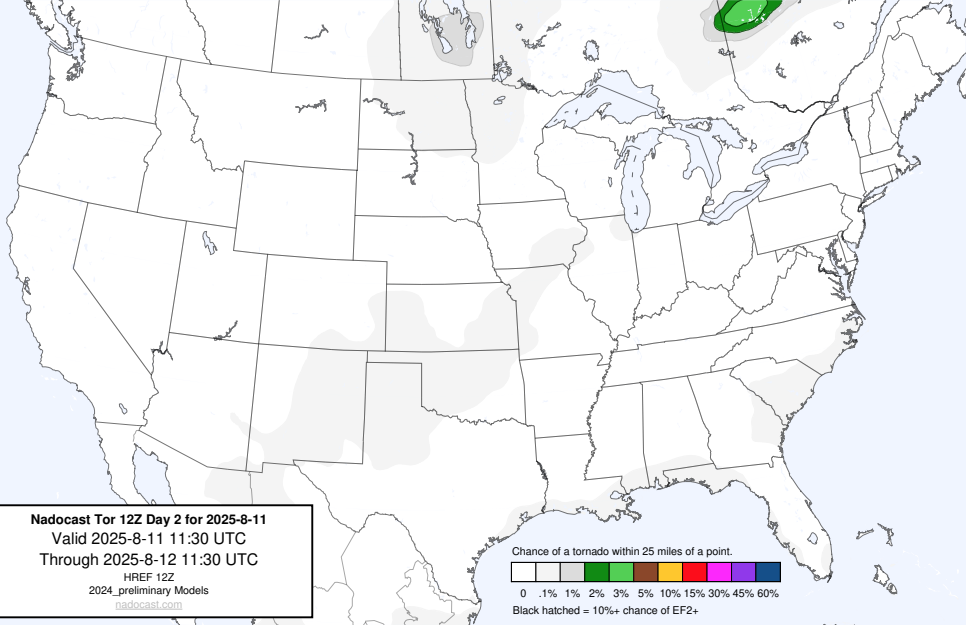 Nadocast Tor 12Z Day 2 for 2025-8-11
Valid 2025-8-11 11:30 UTC
Through 2025-8-12 11:30 UTC
HREF 12Z
2024_preliminary Models
nadocast.com
Chance of a tornado within 25 miles of a point.
0 .1% 1% 2% 3% 5% 10% 15% 30% 45% 60%
Black hatched = 10%+ chance of EF2+